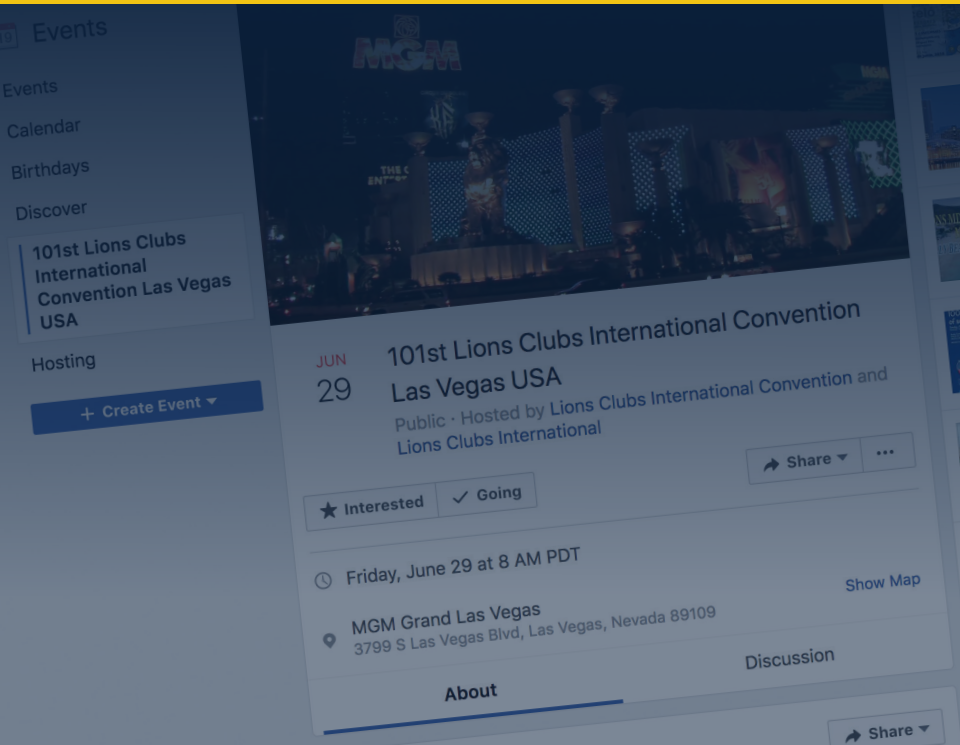 19
Events
Events
Calendar
Birthdays
Discover
101st Lions Clubs
International
Convention Las Vegas
USA
Hosting
+ Create Event
MGM
JUN
29
101st Lions Clubs International Convention
Las Vegas USA
Public · Hosted by Lions Clubs International Convention and
Lions Clubs International
Interested
Going
Share
...
Friday, June 29 at 8 AM PDT
MGM Grand Las Vegas
3799 S Las Vegas Blvd, Las Vegas, Nevada 89109
Show Map
About
Discussion
Share